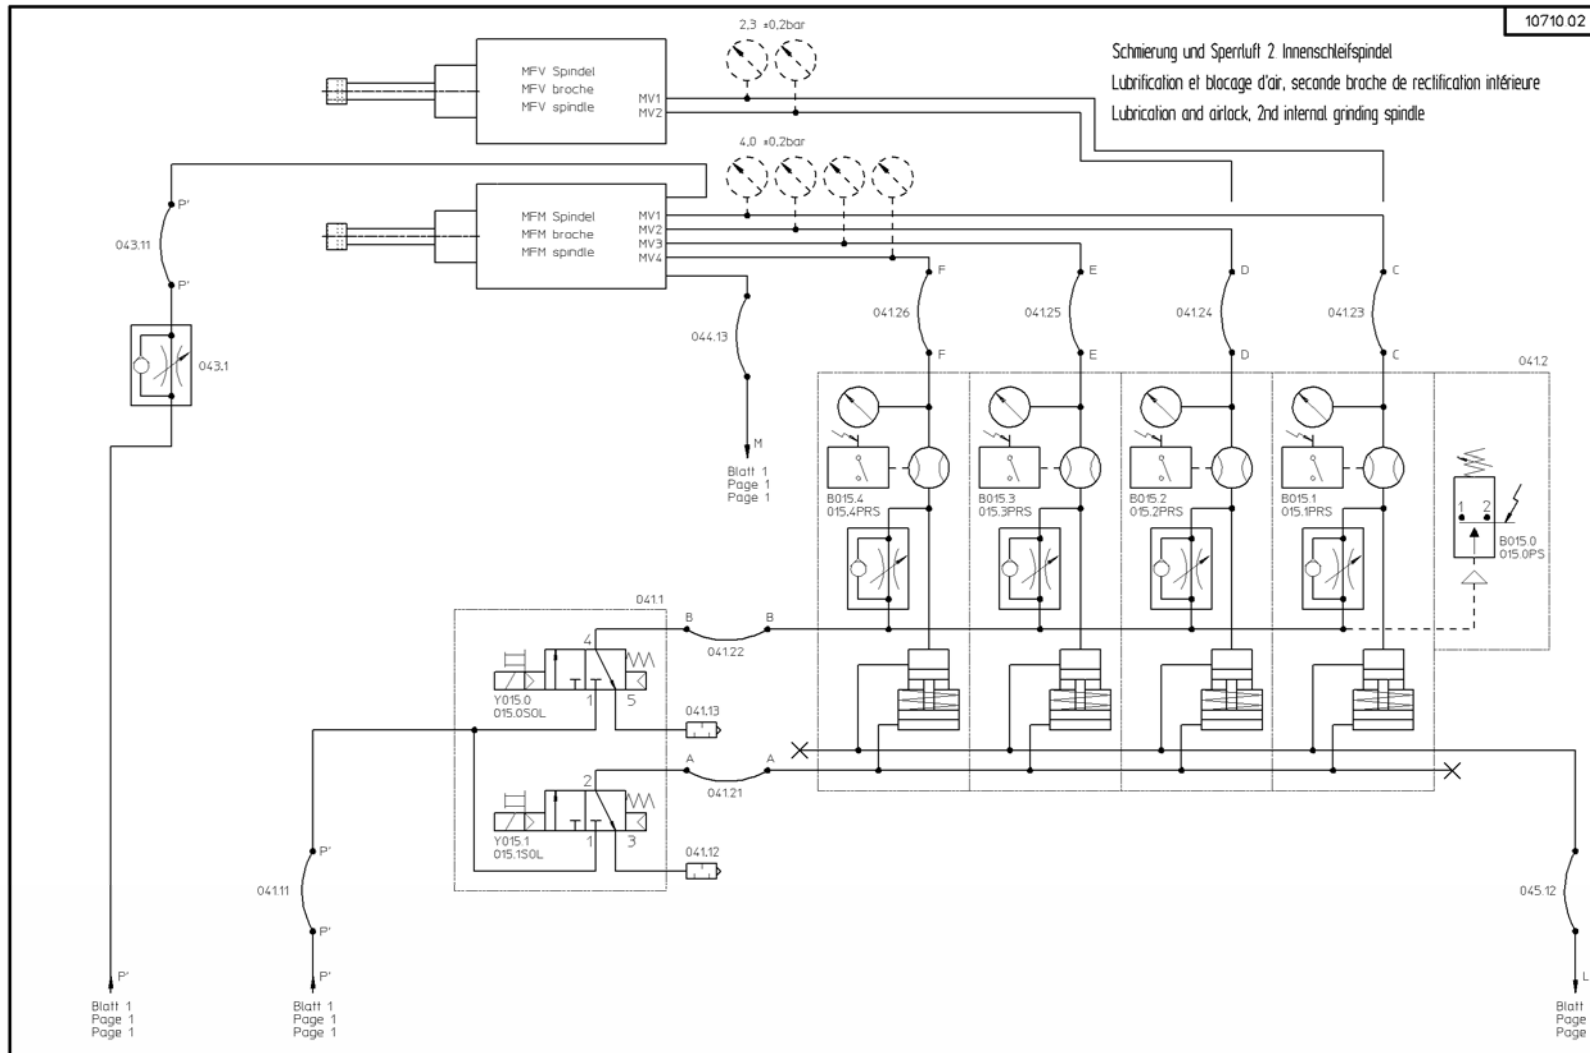 10710 02
Schmierung und Sperrluft 2. Innenschleifspindel
Lubrification et blocage d'air, seconde broche de rectification intérieure
Lubrication and airlock, 2nd internal grinding spindle
2,3 ±0,2bar
MFV Spindel
MFV broche
MFV spindle
MV1
MV2
4,0 ±0,2bar
MFM Spindel
MFM broche
MFM spindle
MV1
MV2
MV3
MV4
P'
043.11
P'
043.1
F
E
D
C
041.26
041.25
041.24
041.23
F
E
D
C
044.13
M
Blatt 1
Page 1
Page 1
041.2
B015.4
015.4PRS
B015.3
015.3PRS
B015.2
015.2PRS
B015.1
015.1PRS
1 2
B015.0
015.0PS
041.1
B
B
041.22
4
1
5
Y015.0
015.0SOL
041.13
A
A
041.21
2
1
3
Y015.1
015.1SOL
041.12
P'
041.11
P'
045.12
P'
Blatt 1
Page 1
Page 1
P'
Blatt 1
Page 1
Page 1
L
Blatt
Page
Page